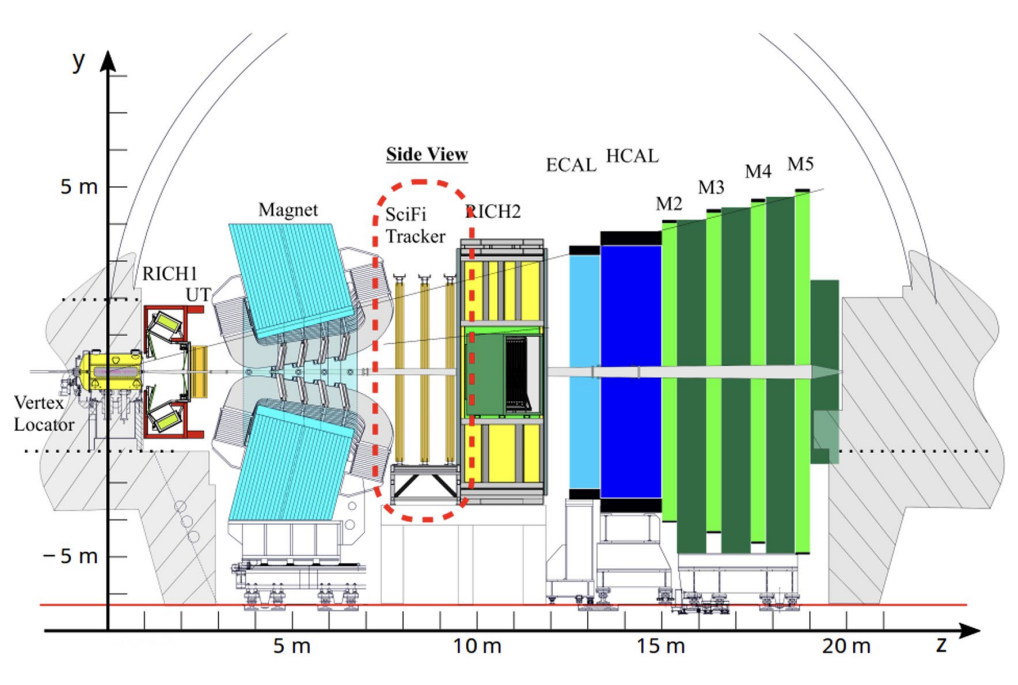 y
Side View
ECAL
HCAL
M5
M4
M3
M2
5 m
Magnet
SciFi
Tracker
RICH2
RICH1
UT
Vertex
Locator
− 5 m
5 m
10 m
15 m
20 m
z